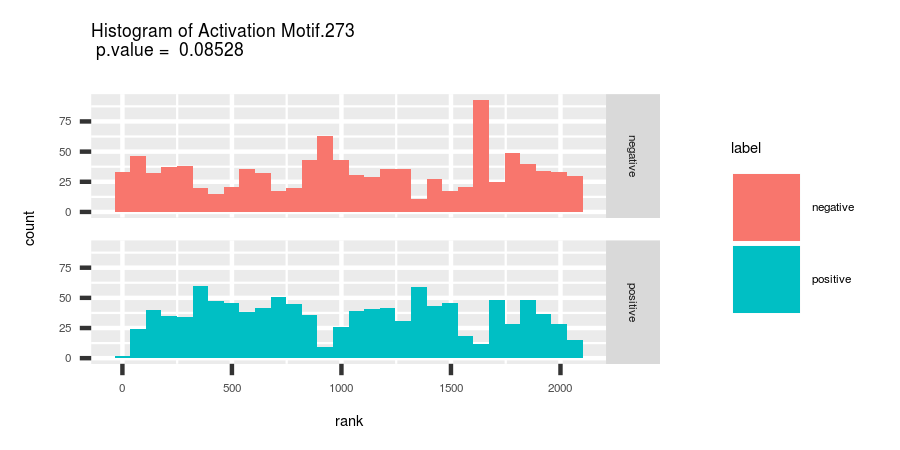 Histogram of Activation Motif.273
p.value = 0.08528
count
75
50
25
0
negative
75
50
25
0
positive
0 500 1000 1500 2000
rank
label
negative
positive